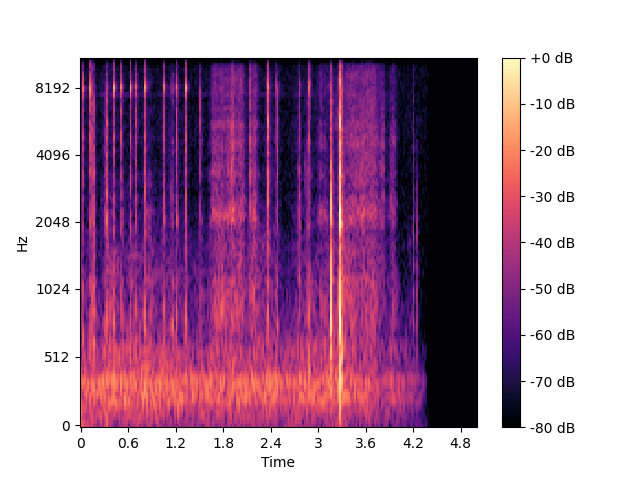 8192
4096
2048
1024
512
0
Hz
0 0.6 1.2 1.8 2.4 3 3.6 4.2 4.8
Time
+0 dB
-10 dB
-20 dB
-30 dB
-40 dB
-50 dB
-60 dB
-70 dB
-80 dB